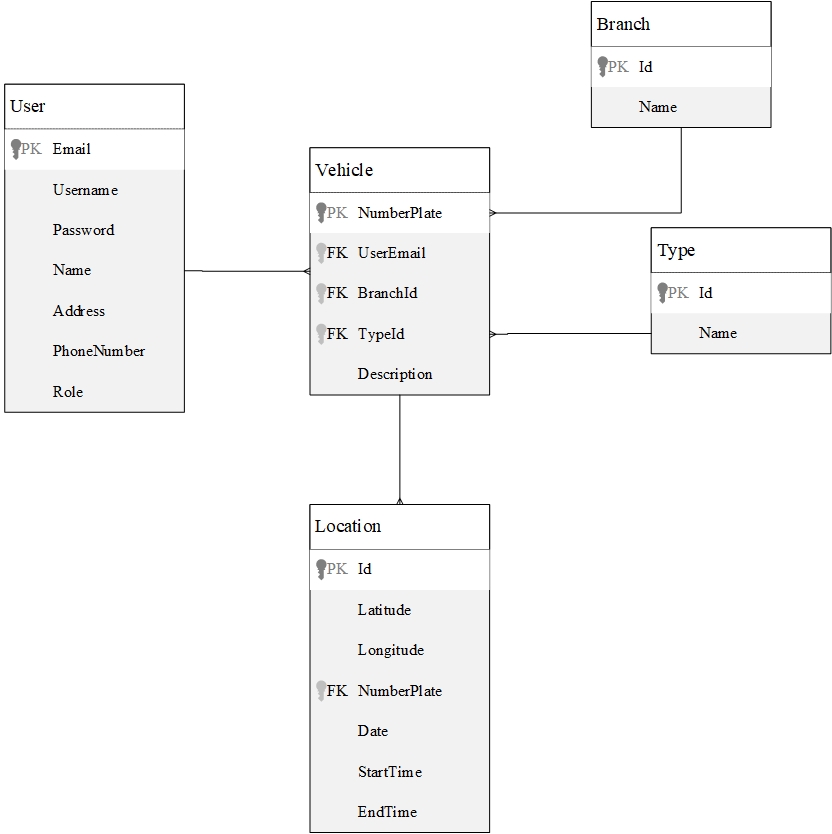 Branch
PK Id
Name
User
PK Email
Username
Password
Name
Address
PhoneNumber
Role
Vehicle
PK NumberPlate
FK UserEmail
FK BranchId
FK TypeId
Description
Type
PK Id
Name
Location
PK Id
Latitude
Longitude
FK NumberPlate
Date
StartTime
EndTime